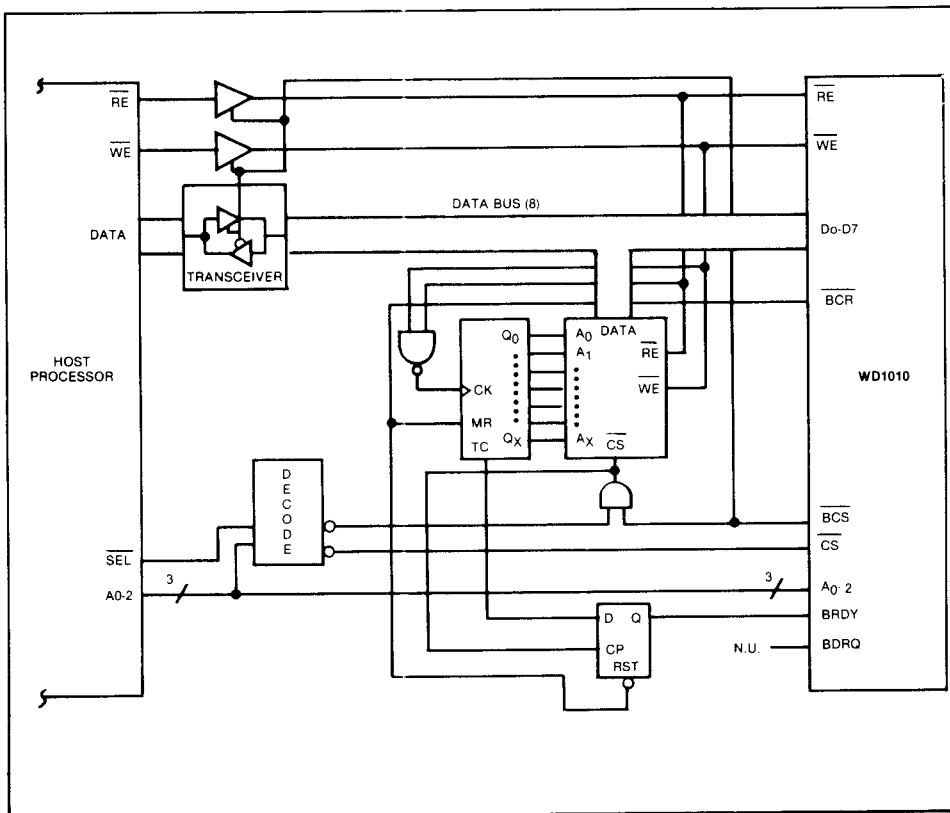 RE
WE
DATA
TRANSCEIVER
DATA BUS (8)
HOST
PROCESSOR
SEL
A0-2
3
DECODE
CK
MR
TC
Q0
QX
DATA
A0
A1
AX
RE
WE
CS
D Q
CP
RST
3
N.U.
RE
WE
Do-D7
BCR
WD1010
BCS
CS
A0-2
BRDY
BDRQ